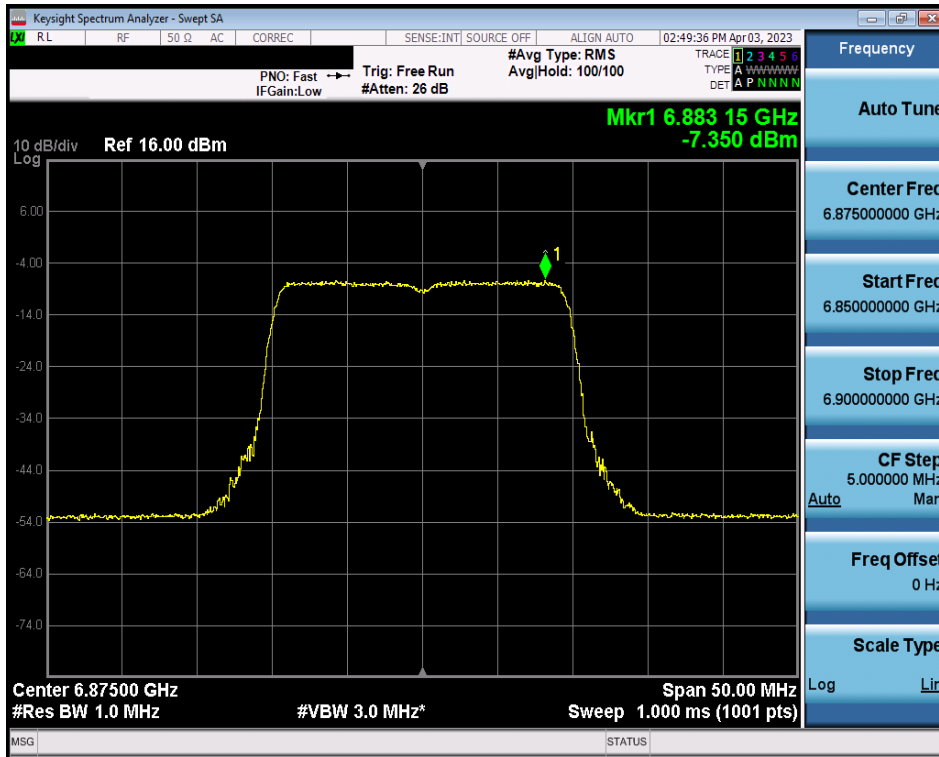 Keysight Spectrum Analyzer - Swept SA
LXI RL RF 50 Ω AC CORREC SENSE:INT SOURCE OFF ALIGN AUTO 02:49:36 PM Apr 03, 2023
#Avg Type: RMS
TRACE 1 2 3 4 5 6
PNO: Fast Trig: Free Run Avg|Hold: 100/100
TYPE A WWWWW
IFGain:Low #Atten: 26 dB
DET A P N N N N
Mkr1 6.883 15 GHz
-7.350 dBm
10 dB/div Ref 16.00 dBm
Log
6.00
1
-4.00
-14.0
-24.0
-34.0
-44.0
-54.0
-64.0
-74.0
Center 6.87500 GHz Span 50.00 MHz
#Res BW 1.0 MHz #VBW 3.0 MHz* Sweep 1.000 ms (1001 pts)
MSG STATUS
Frequency
Auto Tune
Center Freq
6.875000000 GHz
Start Freq
6.850000000 GHz
Stop Freq
6.900000000 GHz
CF Step
5.000000 MHz
Auto Man
Freq Offset
0 Hz
Scale Type
Log Lin